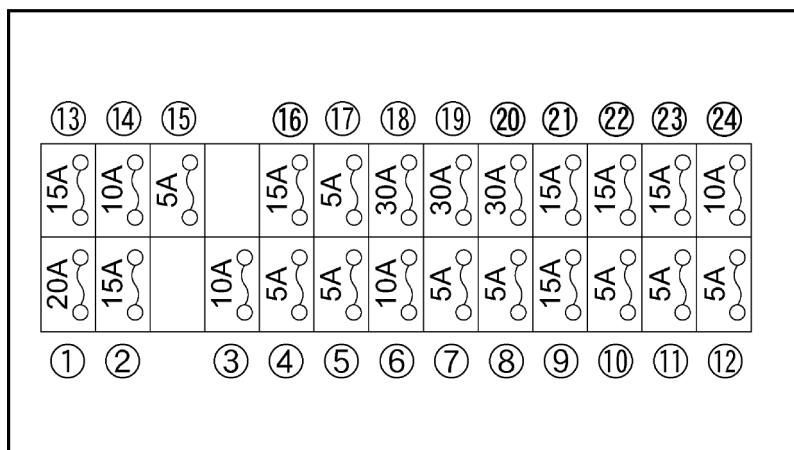 ⑬ ⑭ ⑮ ⑯ ⑰ ⑱ ⑲ ⑳ ㉑ ㉒ ㉓ ㉔
15A 10A 5A 15A 5A 30A 30A 30A 15A 15A 15A 10A
20A 15A 10A 5A 5A 10A 5A 5A 15A 5A 5A 5A
① ② ③ ④ ⑤ ⑥ ⑦ ⑧ ⑨ ⑩ ⑪ ⑫